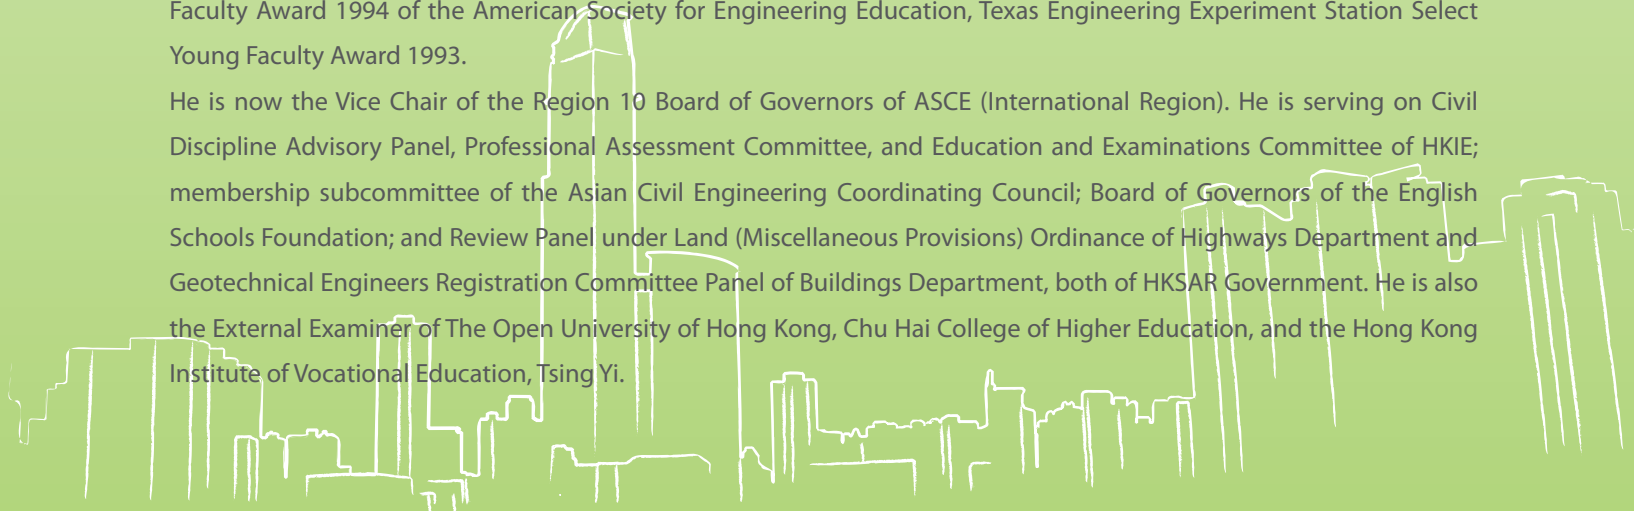 Faculty Award 1994 of the American Society for Engineering Education, Texas Engineering Experiment Station Select
Young Faculty Award 1993.
He is now the Vice Chair of the Region 10 Board of Governors of ASCE (International Region). He is serving on Civil
Discipline Advisory Panel, Professional Assessment Committee, and Education and Examinations Committee of HKIE;
membership subcommittee of the Asian Civil Engineering Coordinating Council; Board of Governors of the English
Schools Foundation; and Review Panel under Land (Miscellaneous Provisions) Ordinance of Highways Department and
Geotechnical Engineers Registration Committee Panel of Buildings Department, both of HKSAR Government. He is also
the External Examiner of The Open University of Hong Kong, Chu Hai College of Higher Education, and the Hong Kong
Institute of Vocational Education, Tsing Yi.